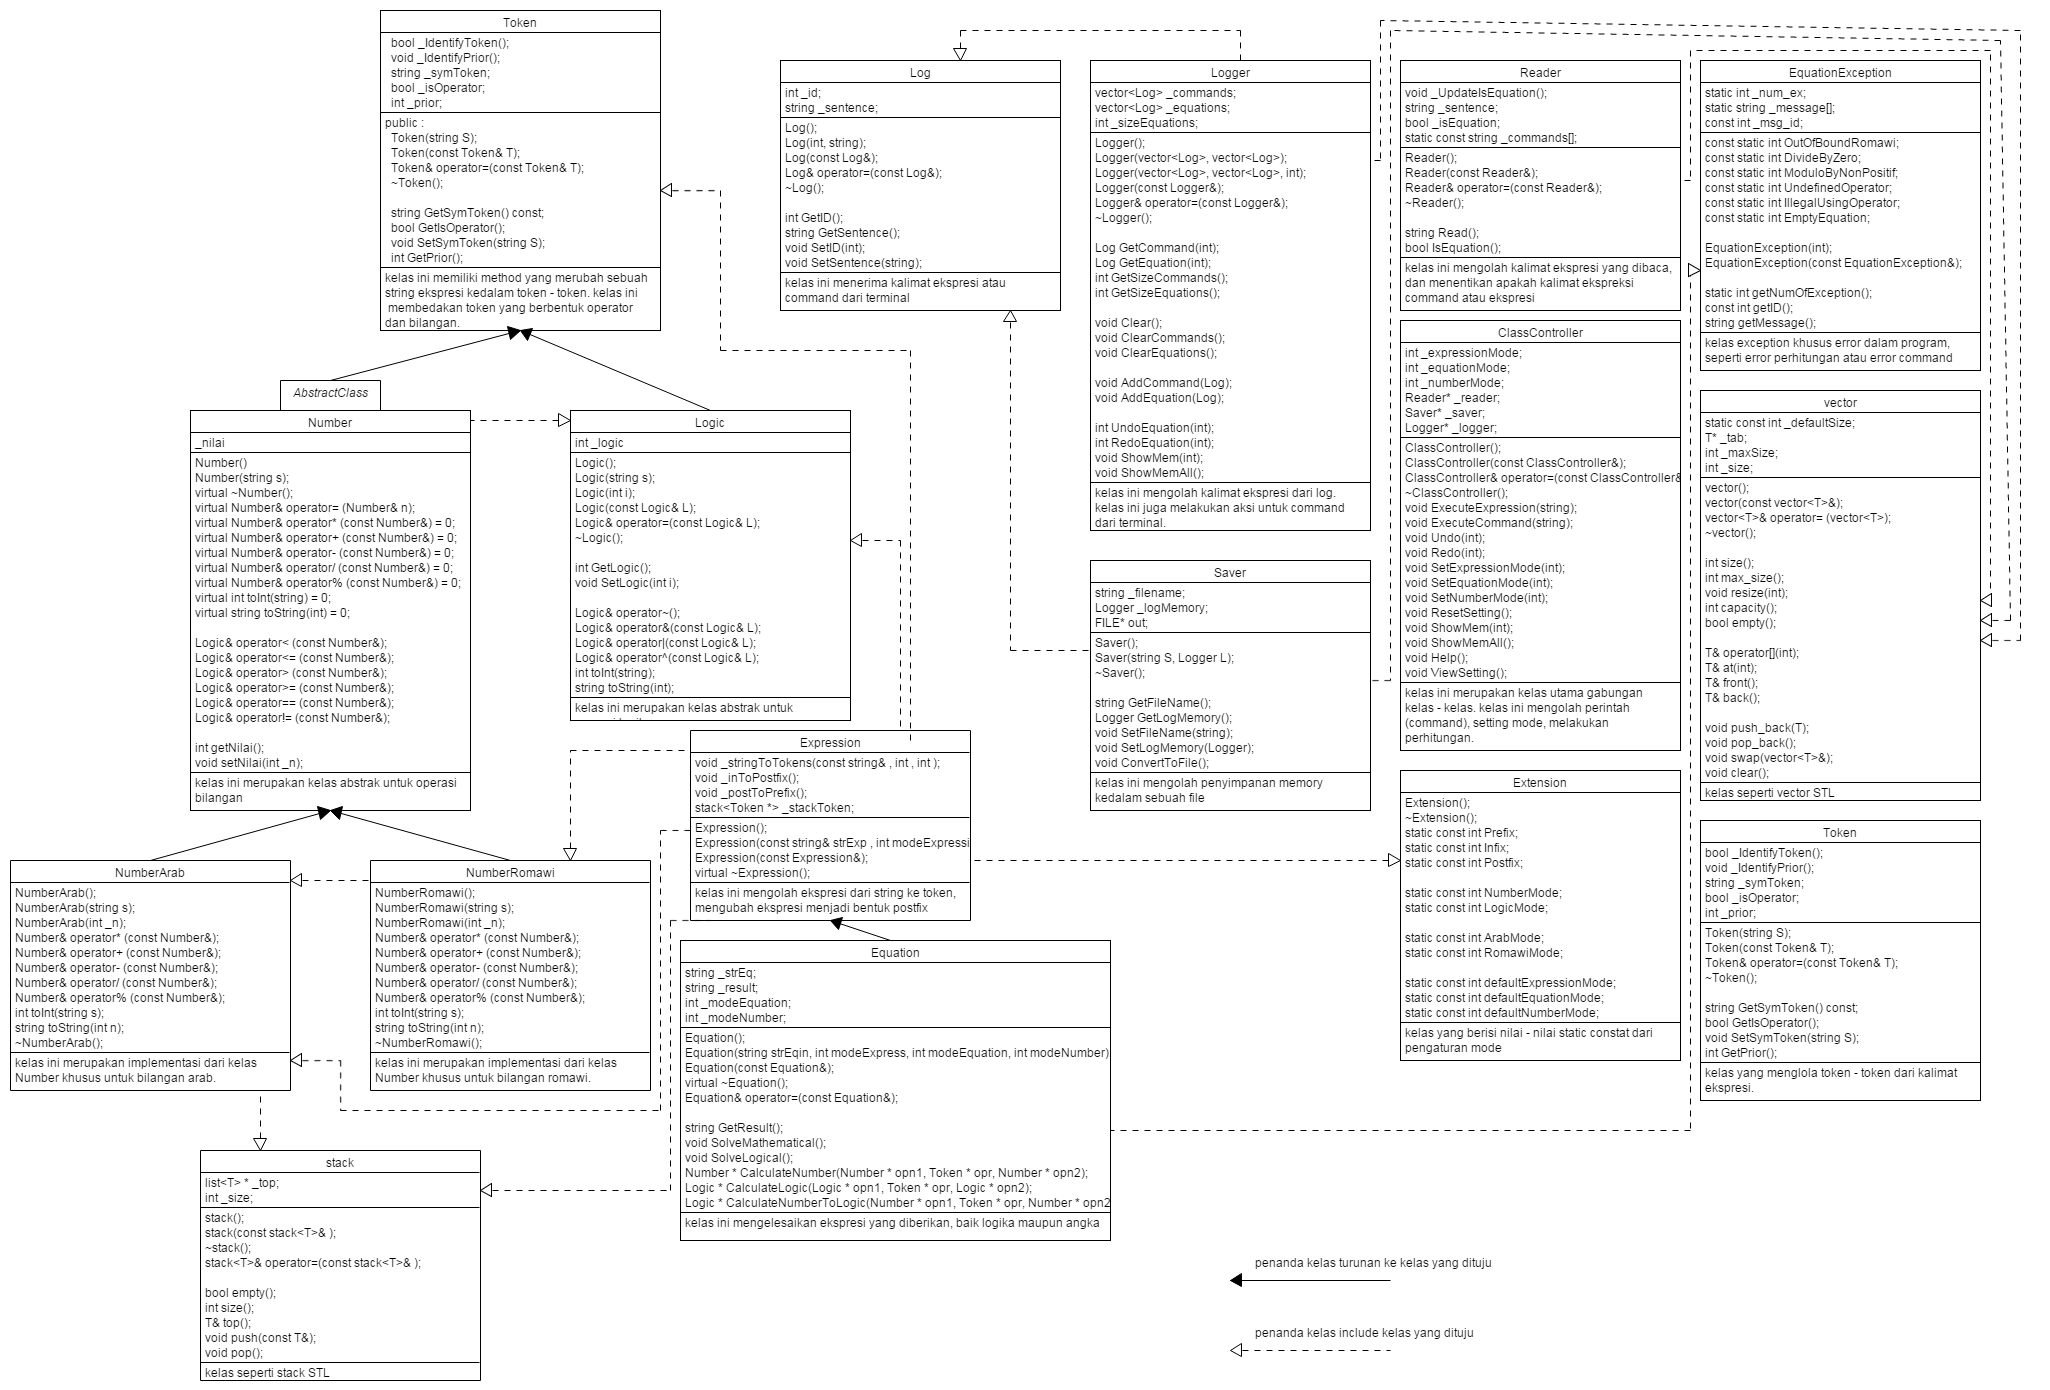 Token
bool _IdentifyToken();
void _IdentifyPrior();
string _symToken;
bool _isOperator;
int _prior;
public :
Token(string S);
Token(const Token& T);
Token& operator=(const Token& T);
~Token();
string GetSymToken() const;
bool GetIsOperator();
void SetSymToken(string S);
int GetPrior();
kelas ini memiliki method yang merubah sebuah
string ekspresi kedalam token - token. kelas ini
membedakan token yang berbentuk operator
dan bilangan.
Log
int _id;
string _sentence;
Log();
Log(int, string);
Log(const Log&);
Log& operator=(const Log&);
~Log();
int GetID();
string GetSentence();
void SetID(int);
void SetSentence(string);
kelas ini menerima kalimat ekspresi atau
command dari terminal
Logger
vector<Log> _commands;
vector<Log> _equations;
int _sizeEquations;
Logger();
Logger(vector<Log>, vector<Log>);
Logger(vector<Log>, vector<Log>, int);
Logger(const Logger&);
Logger& operator=(const Logger&);
~Logger();
Log GetCommand(int);
Log GetEquation(int);
int GetSizeCommands();
int GetSizeEquations();
void Clear();
void ClearCommands();
void ClearEquations();
void AddCommand(Log);
void AddEquation(Log);
int UndoEquation(int);
int RedoEquation(int);
void ShowMem(int);
void ShowMemAll();
kelas ini mengolah kalimat ekspresi dari log.
kelas ini juga melakukan aksi untuk command
dari terminal.
Reader
void _UpdateIsEquation();
string _sentence;
bool _isEquation;
static const string _commands[];
Reader();
Reader(const Reader&);
Reader& operator=(const Reader&);
~Reader();
string Read();
bool IsEquation();
kelas ini mengolah kalimat ekspresi yang dibaca,
dan menentikan apakah kalimat ekspreksi
command atau ekspresi
EquationException
static int _num_ex;
static string _message[];
const int _msg_id;
const static int OutOfBoundRomawi;
const static int DivideByZero;
const static int ModuloByNonPositif;
const static int UndefinedOperator;
const static int IllegalUsingOperator;
const static int EmptyEquation;
EquationException(int);
EquationException(const EquationException&);
static int getNumOfException();
const int getID();
string getMessage();
kelas exception khusus error dalam program,
seperti error perhitungan atau error command
ClassController
int _expressionMode;
int _equationMode;
int _numberMode;
Reader* _reader;
Saver* _saver;
Logger* _logger;
ClassController();
ClassController(const ClassController&);
ClassController& operator=(const ClassController&
~ClassController();
void ExecuteExpression(string);
void ExecuteCommand(string);
void Undo(int);
void Redo(int);
void SetExpressionMode(int);
void SetEquationMode(int);
void SetNumberMode(int);
void ResetSetting();
void ShowMem(int);
void ShowMemAll();
void Help();
void ViewSetting();
kelas ini merupakan kelas utama gabungan
kelas - kelas. kelas ini mengolah perintah
(command), setting mode, melakukan
perhitungan.
vector
static const int _defaultSize;
T* _tab;
int _maxSize;
int _size;
vector();
vector(const vector<T>&);
vector<T>& operator= (vector<T>);
~vector();
int size();
int max_size();
void resize(int);
int capacity();
bool empty();
T& operator[](int);
T& at(int);
T& front();
T& back();
void push_back(T);
void pop_back();
void swap(vector<T>&);
void clear();
kelas seperti vector STL
AbstractClass
Number
_nilai
Number()
Number(string s);
virtual ~Number();
virtual Number& operator= (Number& n);
virtual Number& operator* (const Number&) = 0;
virtual Number& operator+ (const Number&) = 0;
virtual Number& operator- (const Number&) = 0;
virtual Number& operator/ (const Number&) = 0;
virtual Number& operator% (const Number&) = 0;
virtual int toInt(string) = 0;
virtual string toString(int) = 0;
Logic& operator< (const Number&);
Logic& operator<= (const Number&);
Logic& operator> (const Number&);
Logic& operator>= (const Number&);
Logic& operator== (const Number&);
Logic& operator!= (const Number&);
int getNilai();
void setNilai(int _n);
kelas ini merupakan kelas abstrak untuk operasi
bilangan
Logic
int _logic
Logic();
Logic(string s);
Logic(int i);
Logic(const Logic& L);
Logic& operator=(const Logic& L);
~Logic();
int GetLogic();
void SetLogic(int i);
Logic& operator~();
Logic& operator&(const Logic& L);
Logic& operator|(const Logic& L);
Logic& operator^(const Logic& L);
int toInt(string);
string toString(int);
kelas ini merupakan kelas abstrak untuk
Saver
string _filename;
Logger _logMemory;
FILE* out;
Saver();
Saver(string S, Logger L);
~Saver();
string GetFileName();
Logger GetLogMemory();
void SetFileName(string);
void SetLogMemory(Logger);
void ConvertToFile();
kelas ini mengolah penyimpanan memory
kedalam sebuah file
Expression
void _stringToTokens(const string& , int , int );
void _inToPostfix();
void _postToPrefix();
stack<Token *> _stackToken;
Expression();
Expression(const string& strExp , int modeExpressi
Expression(const Expression&);
virtual ~Expression();
kelas ini mengolah ekspresi dari string ke token,
mengubah ekspresi menjadi bentuk postfix
Extension
Extension();
~Extension();
static const int Prefix;
static const int Infix;
static const int Postfix;
static const int NumberMode;
static const int LogicMode;
static const int ArabMode;
static const int RomawiMode;
static const int defaultExpressionMode;
static const int defaultEquationMode;
static const int defaultNumberMode;
kelas yang berisi nilai - nilai static constat dari
pengaturan mode
Token
bool _IdentifyToken();
void _IdentifyPrior();
string _symToken;
bool _isOperator;
int _prior;
Token(string S);
Token(const Token& T);
Token& operator=(const Token& T);
~Token();
string GetSymToken() const;
bool GetIsOperator();
void SetSymToken(string S);
int GetPrior();
kelas yang menglola token - token dari kalimat
ekspresi.
NumberArab
NumberArab();
NumberArab(string s);
NumberArab(int _n);
Number& operator* (const Number&);
Number& operator+ (const Number&);
Number& operator- (const Number&);
Number& operator/ (const Number&);
Number& operator% (const Number&);
int toInt(string s);
string toString(int n);
~NumberArab();
kelas ini merupakan implementasi dari kelas
Number khusus untuk bilangan arab.
NumberRomawi
NumberRomawi();
NumberRomawi(string s);
NumberRomawi(int _n);
Number& operator* (const Number&);
Number& operator+ (const Number&);
Number& operator- (const Number&);
Number& operator/ (const Number&);
Number& operator% (const Number&);
int toInt(string s);
string toString(int n);
~NumberRomawi();
kelas ini merupakan implementasi dari kelas
Number khusus untuk bilangan romawi.
Equation
string _strEq;
string _result;
int _modeEquation;
int _modeNumber;
Equation();
Equation(string strEqin, int modeExpress, int modeEquation, int modeNumber)
Equation(const Equation&);
virtual ~Equation();
Equation& operator=(const Equation&);
string GetResult();
void SolveMathematical();
void SolveLogical();
Number * CalculateNumber(Number * opn1, Token * opr, Number * opn2);
Logic * CalculateLogic(Logic * opn1, Token * opr, Logic * opn2);
Logic * CalculateNumberToLogic(Number * opn1, Token * opr, Number * opn2
kelas ini mengelesaikan ekspresi yang diberikan, baik logika maupun angka
stack
list<T> * _top;
int _size;
stack();
stack(const stack<T>& );
~stack();
stack<T>& operator=(const stack<T>& );
bool empty();
int size();
T& top();
void push(const T&);
void pop();
kelas seperti stack STL
penanda kelas turunan ke kelas yang dituju
penanda kelas include kelas yang dituju